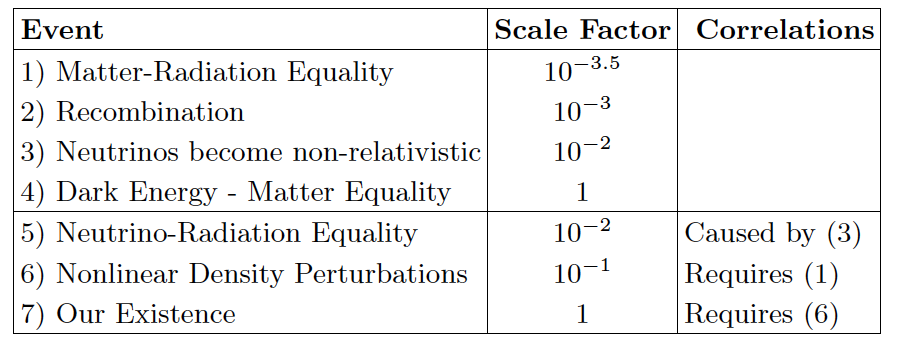 Event Scale Factor Correlations
1) Matter-Radiation Equality 10^{-3.5}
2) Recombination 10^{-3}
3) Neutrinos become non-relativistic 10^{-2}
4) Dark Energy - Matter Equality 1
5) Neutrino-Radiation Equality 10^{-2} Caused by (3)
6) Nonlinear Density Perturbations 10^{-1} Requires (1)
7) Our Existence 1 Requires (6)